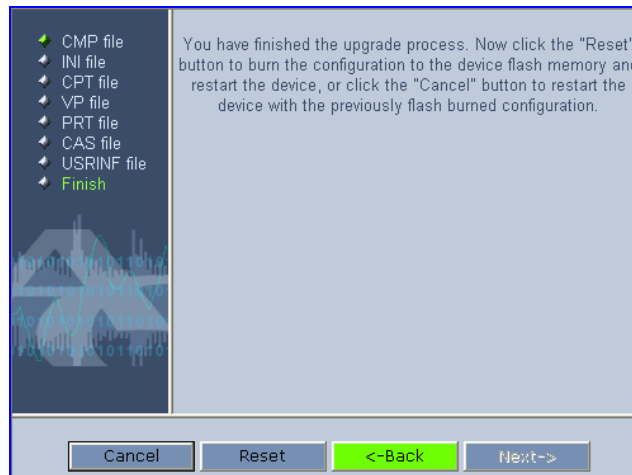 CMP file
INI file
CPT file
VP file
PRT file
CAS file
USRINF file
Finish
You have finished the upgrade process. Now click the "Reset"
button to burn the configuration to the device flash memory and
restart the device, or click the "Cancel" button to restart the
device with the previously flash burned configuration.
Cancel
Reset
<-Back
Next->